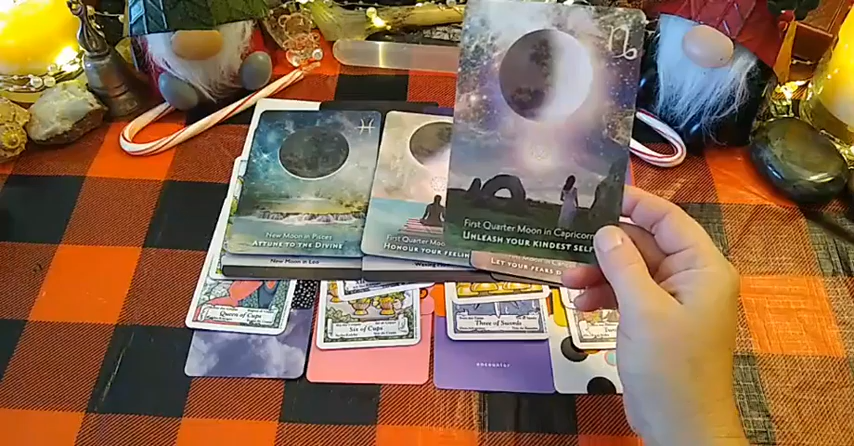 New Moon in Pisces
ATTUNE TO THE DIVINE
First Quarter Moon
HONOUR YOUR
First Quarter Moon in Capricorn
UNLEASH YOUR KINDEST SELF
LET YOUR FEARS
New Moon in Leo
Queen of Cups
Six of Cups
Three of Swords
encounter